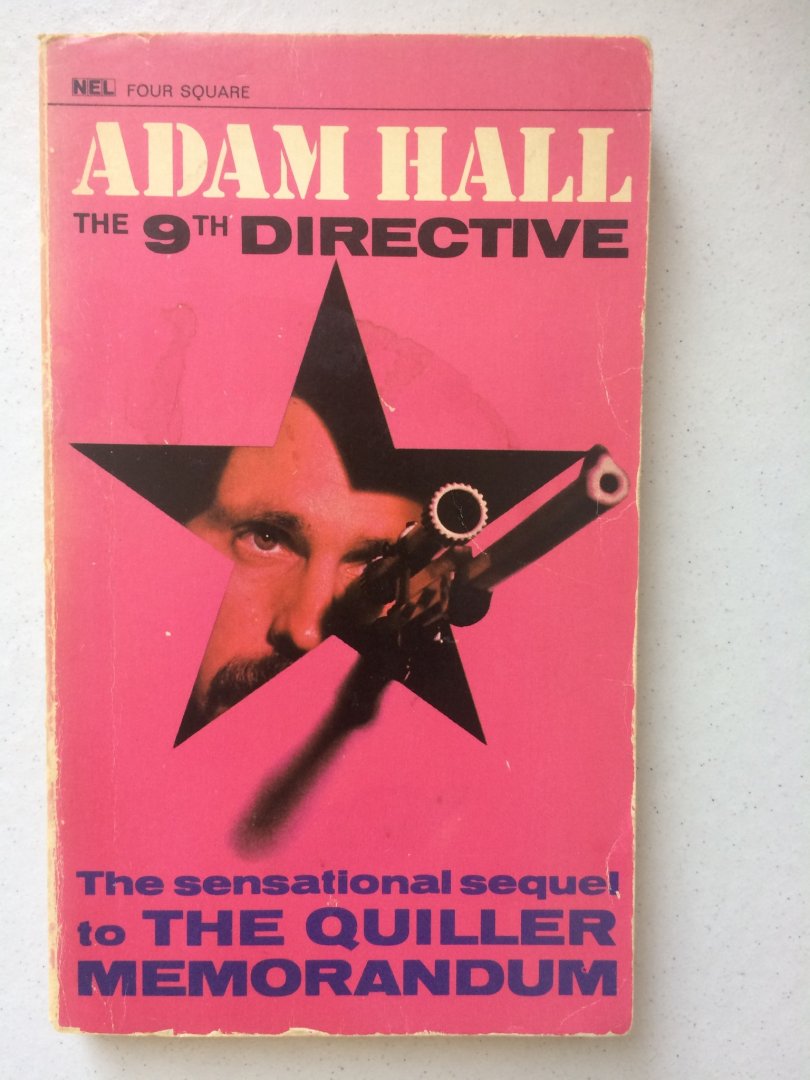 NEL FOUR SQUARE
ADAM HALL
THE 9TH DIRECTIVE
The sensational sequel
to THE QUILLER
MEMORANDUM